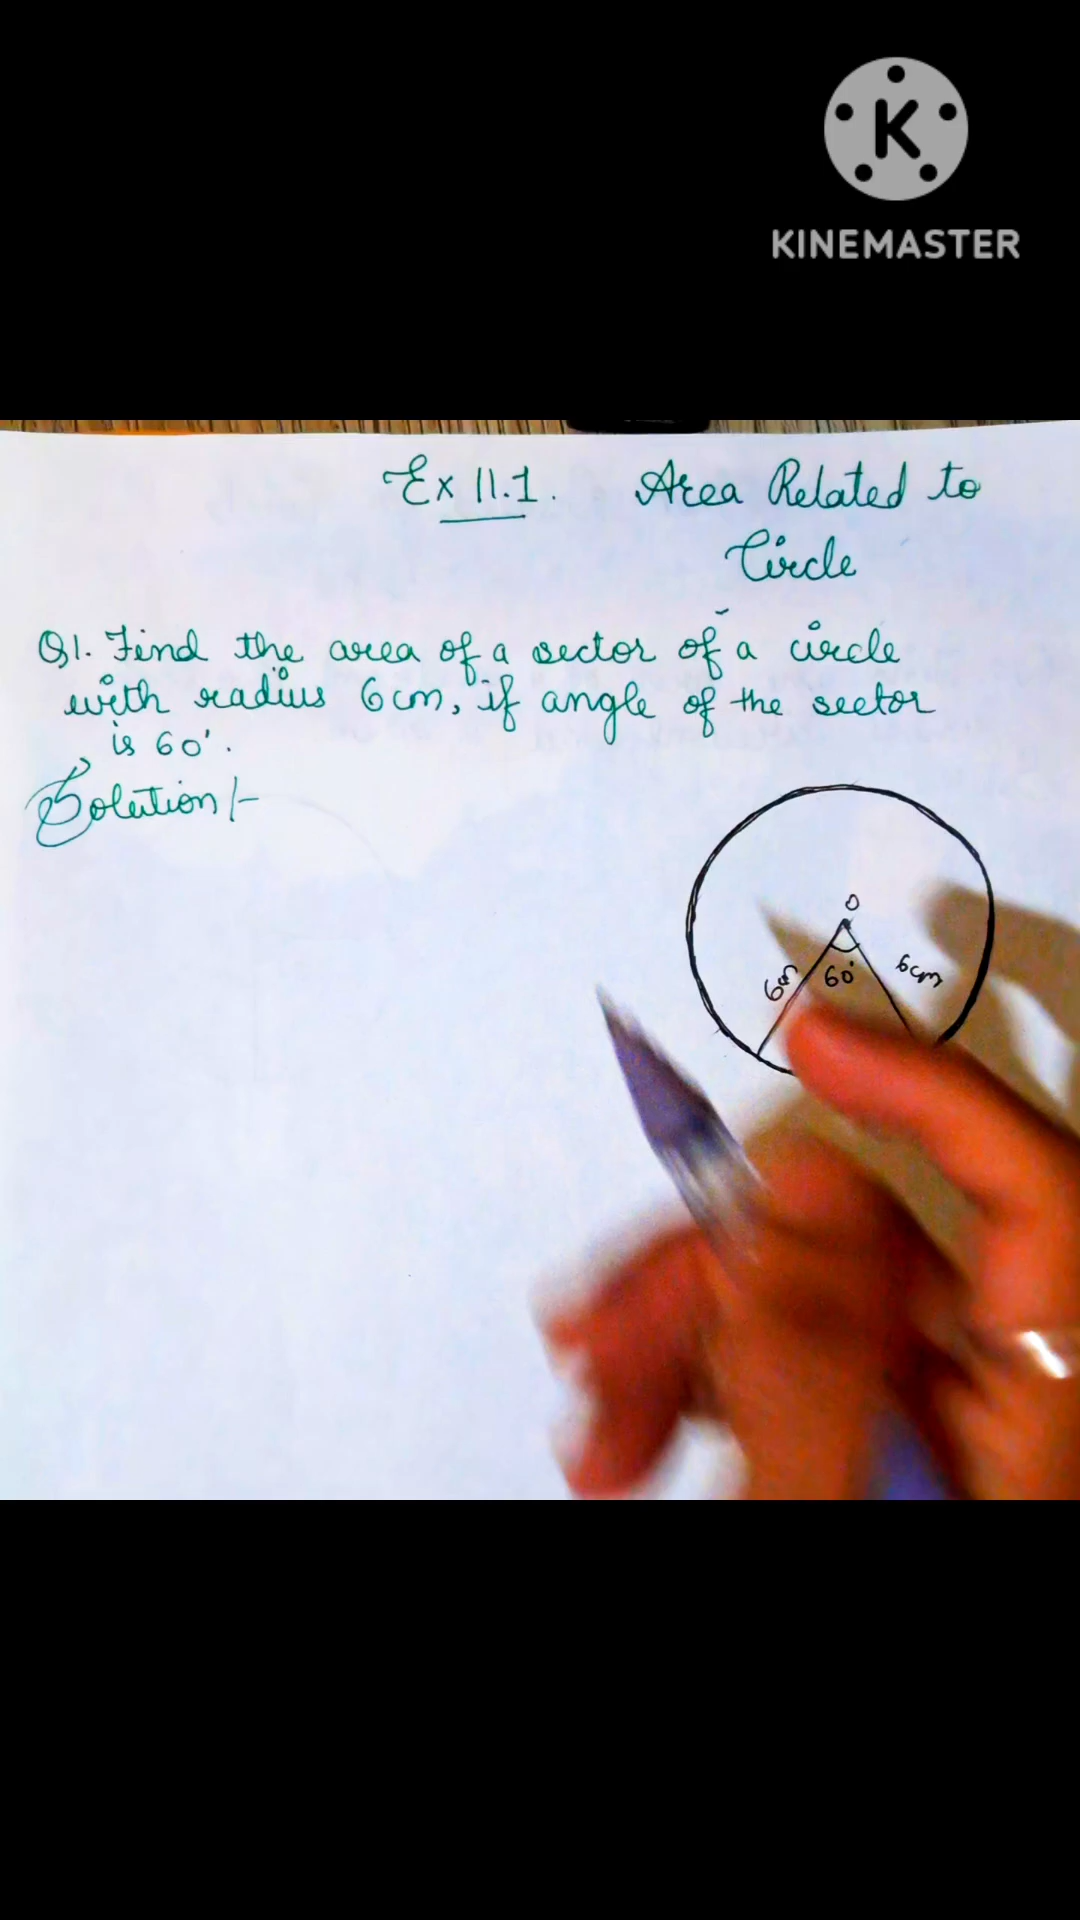 K
KINEMASTER
Ex 11.1. Area Related to
Circle
Q1. Find the area of a sector of a circle
with radius 6cm, if angle of the sector
is 60°.
Solution:-
O
6cm 60° 6cm